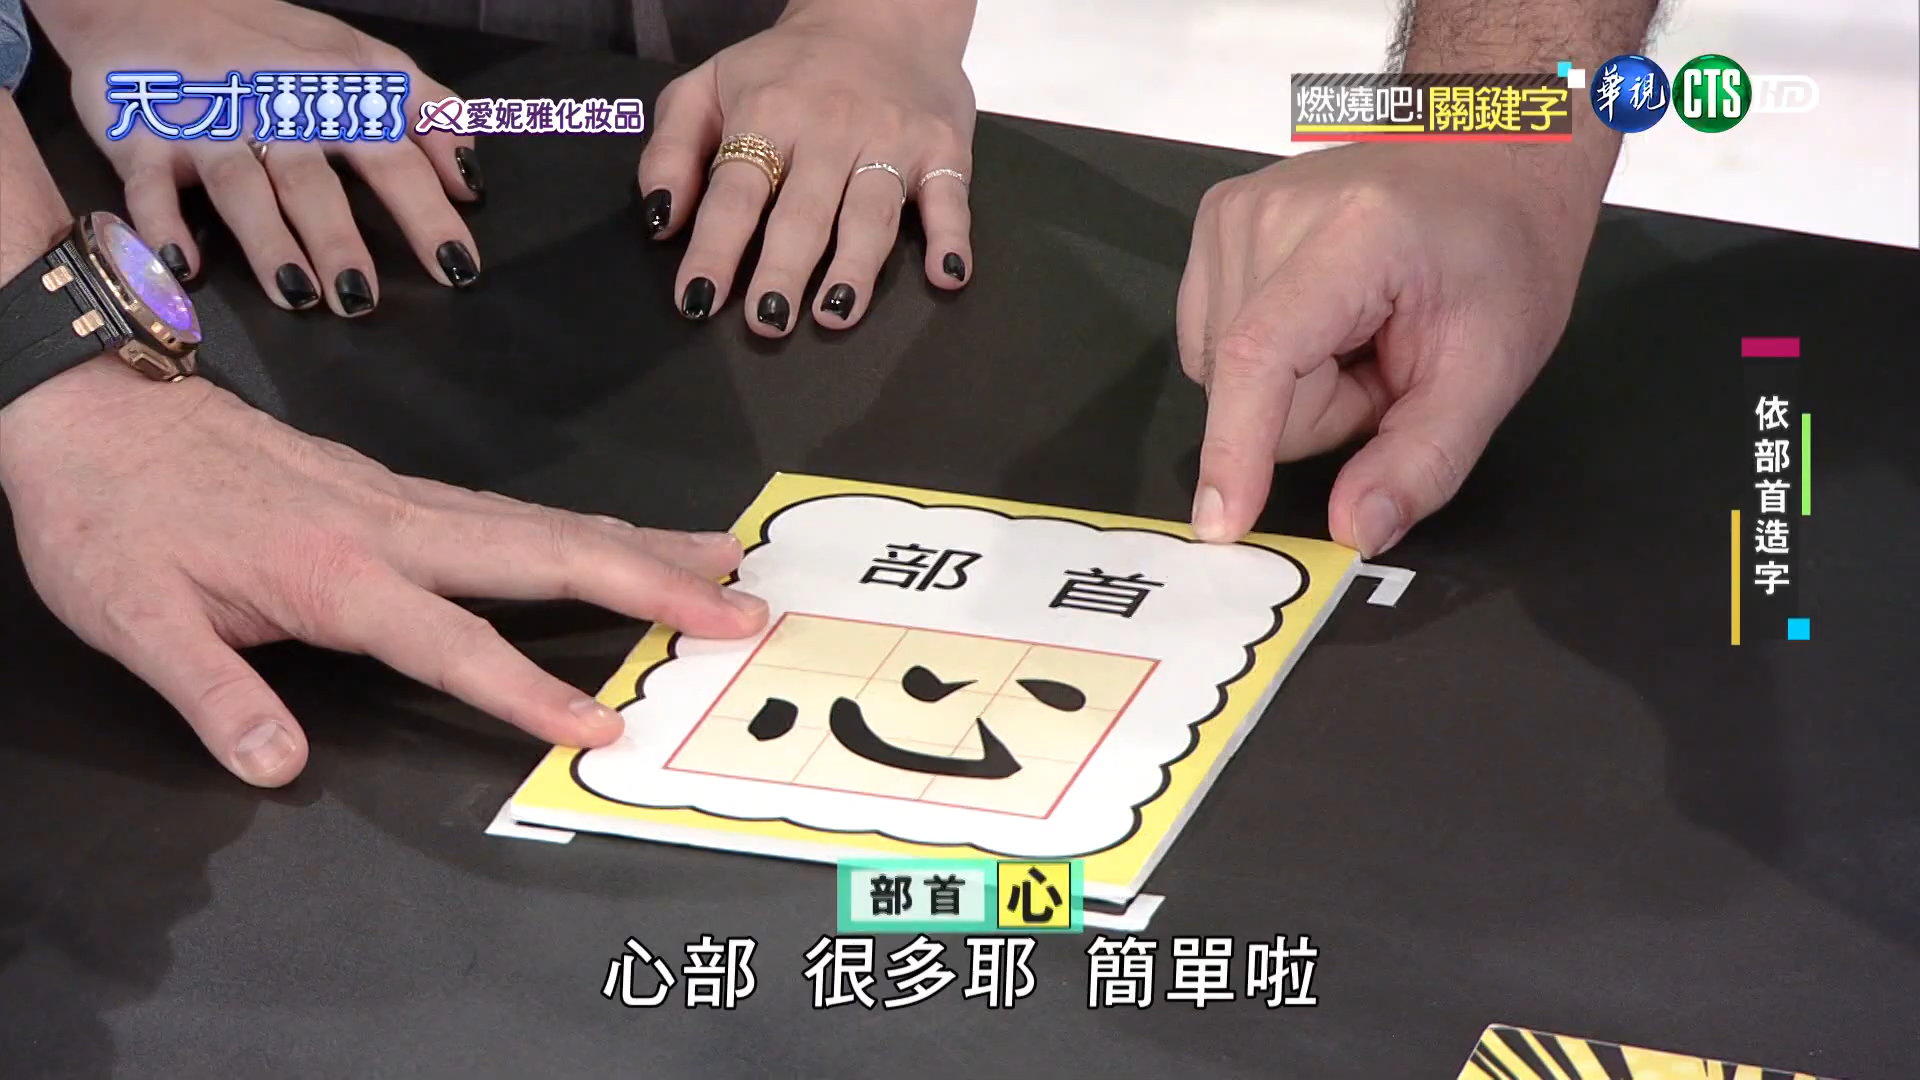 天才衝衝衝
愛妮雅化妝品
燃燒吧!關鍵字
華視 CTS HD
依部首造字
部首
心
部首 心
心部 很多耶 簡單啦